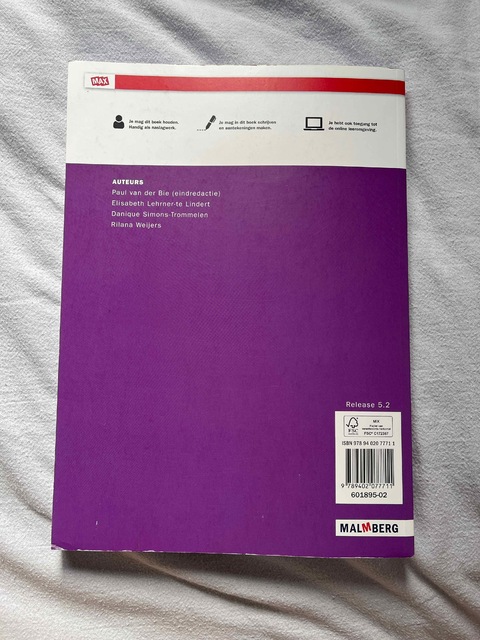 MAX
Je mag dit boek houden.
Handig als naslagwerk.
Je mag in dit boek schrijven
en aantekeningen maken.
Je hebt ook toegang tot
de online leeromgeving.
AUTEURS
Paul van der Bie (eindredactie)
Elisabeth Lehrner-te Lindert
Danique Simons-Trommelen
Rilana Weijers
Release 5.2
FSC
MIX
ISBN 978 94 020 7771 1
9 789402 077711
601895-02
MALMBERG